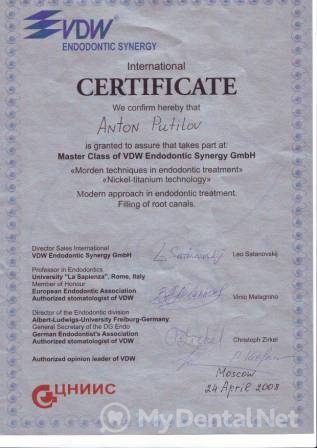 VDW
ENDODONTIC SYNERGY
International
CERTIFICATE
We confirm hereby that
Anton Putilov
is granted to assure that takes part at:
Master Class of VDW Endodontic Synergy GmbH
«Morden techniques in endodontic treatment»
«Nickel-titanium technology»
Modern approach in endodontic treatment.
Filling of root canals.
Director Sales International
VDW Endodontic Synergy GmbH Leo Satanovskij
Professor in Endodontics
University "La Sapienza", Rome, Italy
Member of Honour
European Endodontic Association Vinio Malagnino
Authorized stomatologist of VDW
Director of the Endodontic division
Albert-Ludwigs-University Freiburg-Germany
General Secretary of the DG Endo
German Endodontist's Association Christoph Zirkel
Authorized stomatologist of VDW
Authorized opinion leader of VDW
ЦНИИС
Moscow
24 April 2008
MyDental.Net